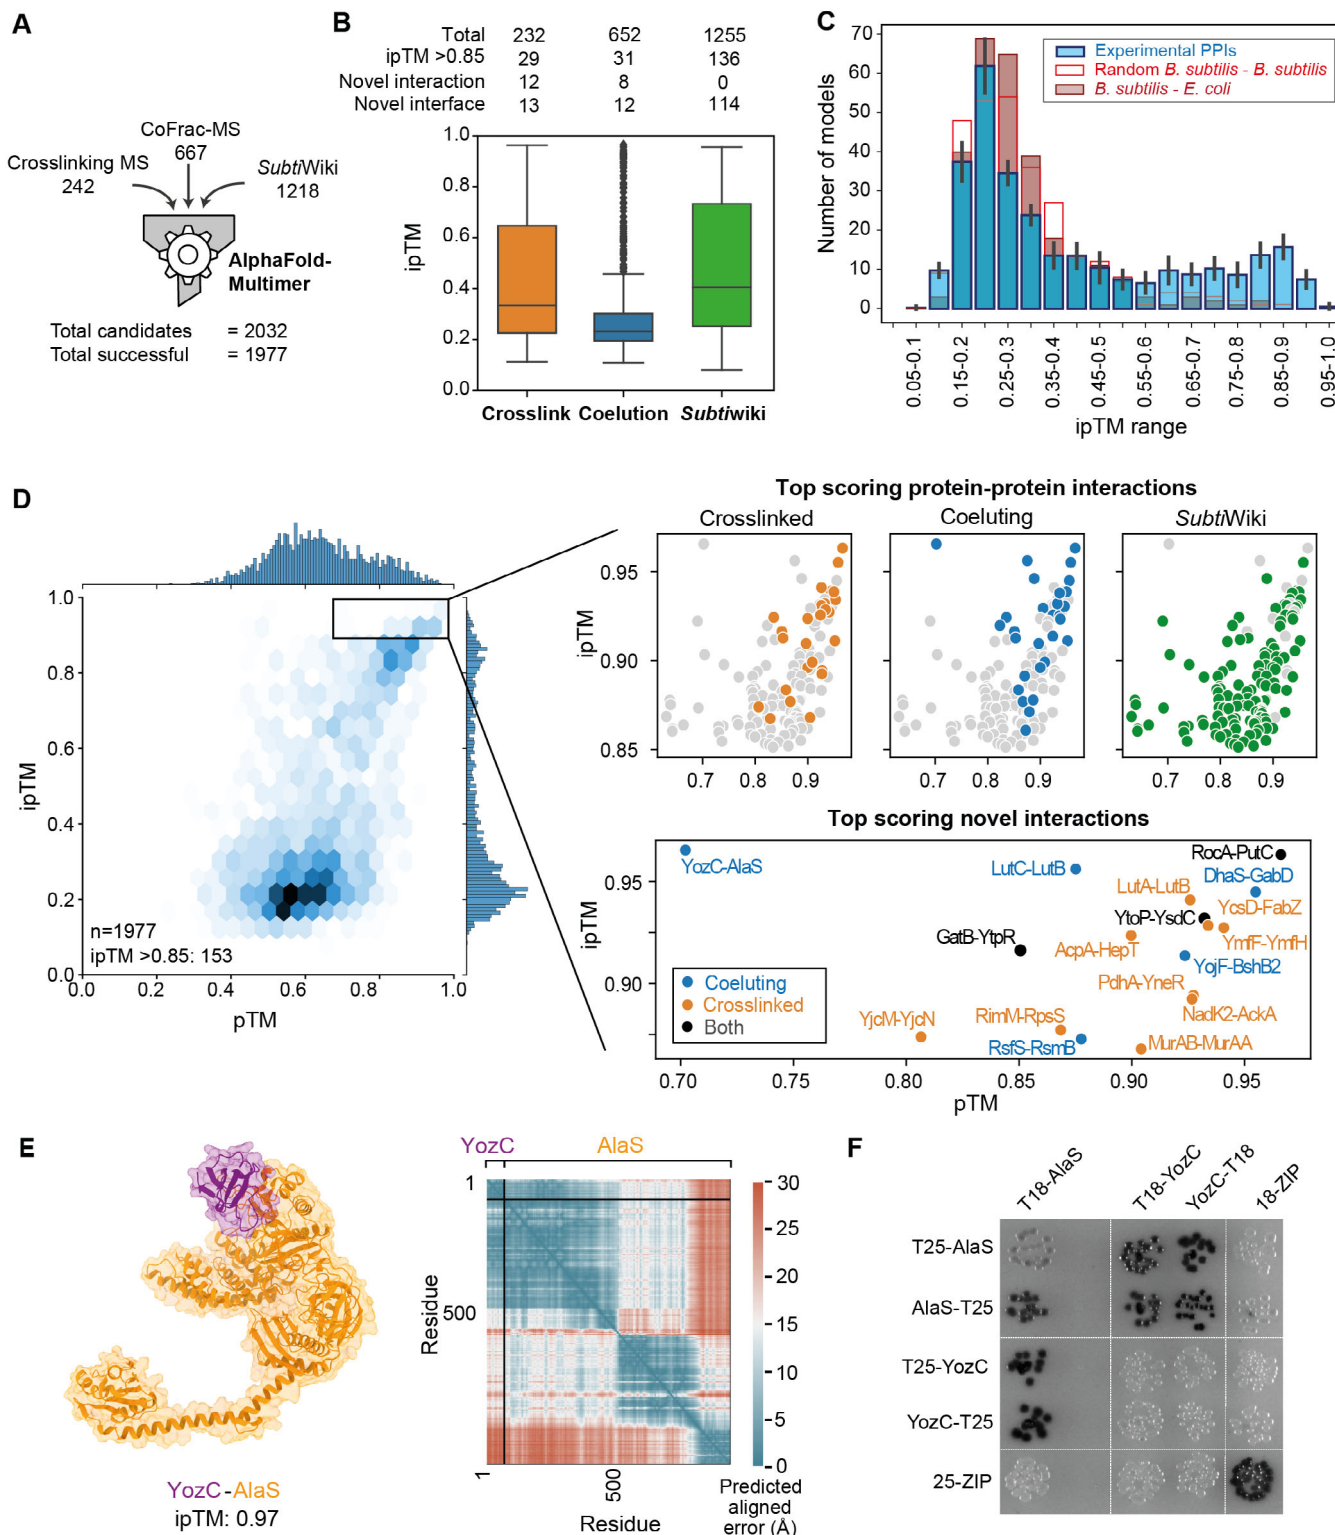 A
CoFrac-MS
667
Crosslinking MS
242
SubtiWiki
1218
AlphaFold-
Multimer
Total candidates = 2032
Total successful = 1977
B
Total 232 652 1255
ipTM >0.85 29 31 136
Novel interaction 12 8 0
Novel interface 13 12 114
1.0
0.8
0.6
0.4
0.2
0.0
ipTM
Crosslink Coelution Subtiwiki
C
Experimental PPIs
Random B. subtilis - B. subtilis
B. subtilis - E. coli
70
60
50
40
30
20
10
0
Number of models
0.05-0.1
0.15-0.2
0.25-0.3
0.35-0.4
0.45-0.5
0.55-0.6
0.65-0.7
0.75-0.8
0.85-0.9
0.95-1.0
ipTM range
D
0.0 0.2 0.4 0.6 0.8 1.0
1.0
0.8
0.6
0.4
0.2
0.0
ipTM
n=1977
ipTM >0.85: 153
0.0 0.2 0.4 0.6 0.8 1.0
pTM
Top scoring protein-protein interactions
Crosslinked Coeluting SubtiWiki
0.95
0.90
0.85
ipTM
0.7 0.8 0.9
0.7 0.8 0.9
0.7 0.8 0.9
Top scoring novel interactions
RocA-PutC
YozC-AlaS
LutC-LutB
DhaS-GabD
LutA-LutB
YcsD-FabZ
YtoP-YsdC
GatB-YtpR
AcpA-HepT
YmfF-YmfH
YojF-BshB2
PdhA-YneR
NadK2-AckA
YjcM-YjcN
RimM-RpsS
RsfS-RsmB
MurAB-MurAA
Coeluting
Crosslinked
Both
0.95
0.90
ipTM
0.70 0.75 0.80 0.85 0.90 0.95
pTM
E
YozC-AlaS
ipTM: 0.97
YozC AlaS
1
500
Residue
1
500
Residue
30
25
20
15
10
5
0
Predicted
aligned
error (Å)
F
T18-AlaS
T18-YozC
YozC-T18
18-ZIP
T25-AlaS
AlaS-T25
T25-YozC
YozC-T25
25-ZIP